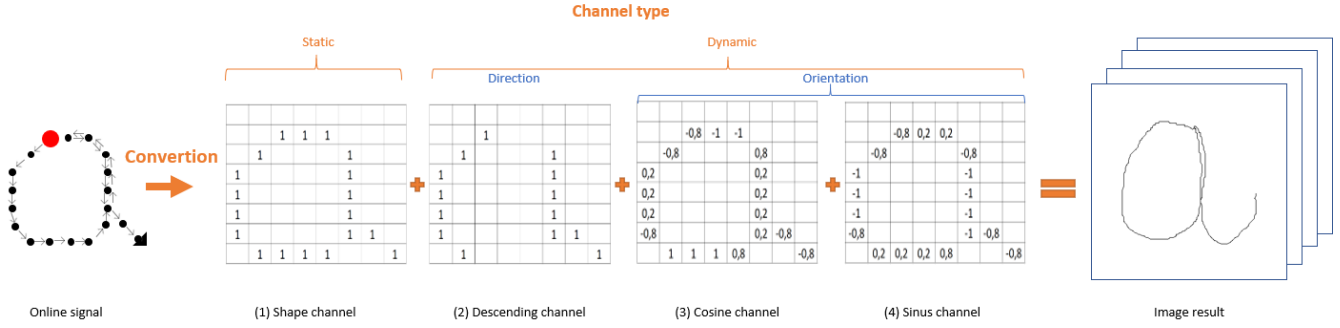 Channel type
Static
Dynamic
Direction
Orientation
Convertion
1 1 1
1 1
1 1
1 1
1 1
1 1 1
1 1 1 1 1
1
1 1
1 1
1 1
1 1
1 1 1
1 1
-0,8 -1 -1
-0,8 0,8
0,2 0,2
0,2 0,2
0,2 0,2
-0,8 0,2 -0,8
1 1 1 0,8 -0,8
-0,8 0,2 0,2
-0,8 -0,8
-1 -1
-1 -1
-1 -1
-0,8 -1 -0,8
0,2 0,2 0,2 0,8 -0,8
Online signal
(1) Shape channel
(2) Descending channel
(3) Cosine channel
(4) Sinus channel
Image result